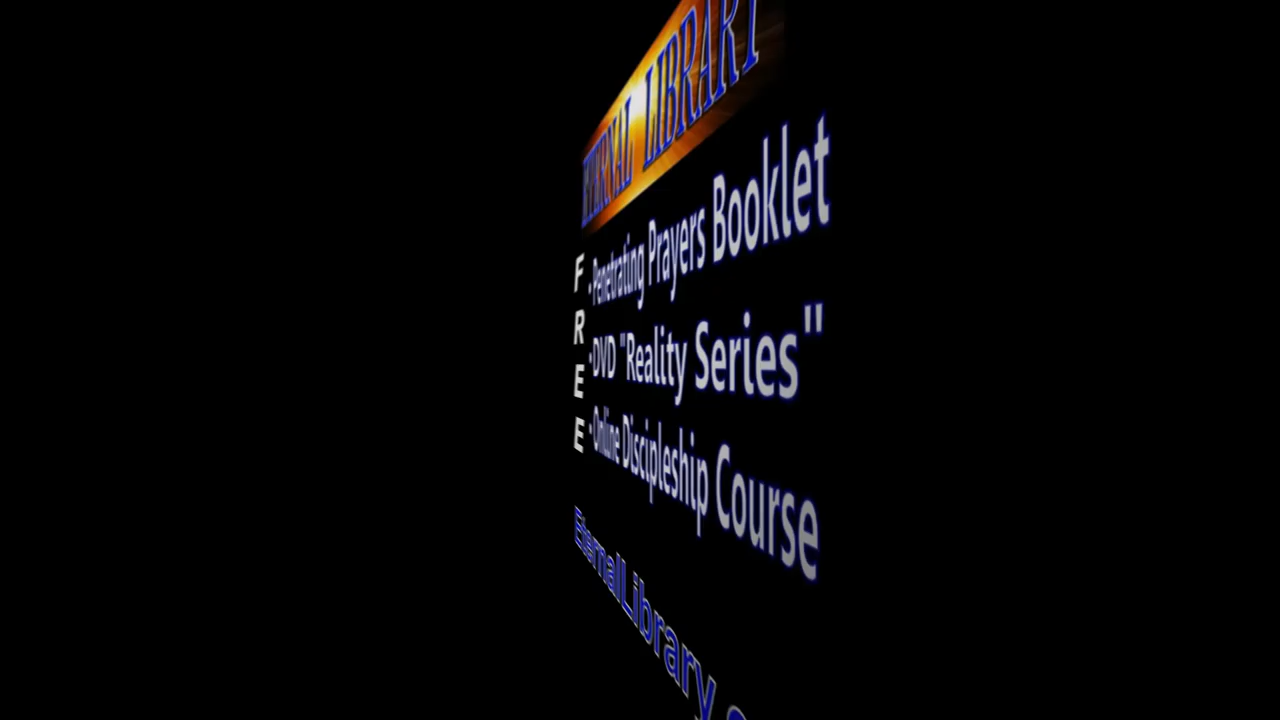 ETERNAL LIBRARY
F
R
E
E
·Penetrating Prayers Booklet
·DVD "Reality Series"
·Online Discipleship Course
EternalLibrary.